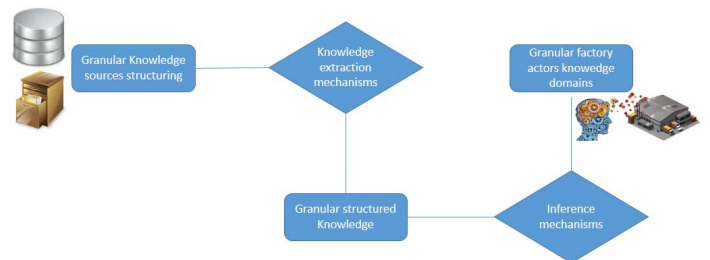 Granular Knowledge
sources structuring
Knowledge
extraction
mechanisms
Granular factory
actors knowedge
domains
Granular structured
Knowledge
Inference
mechanisms